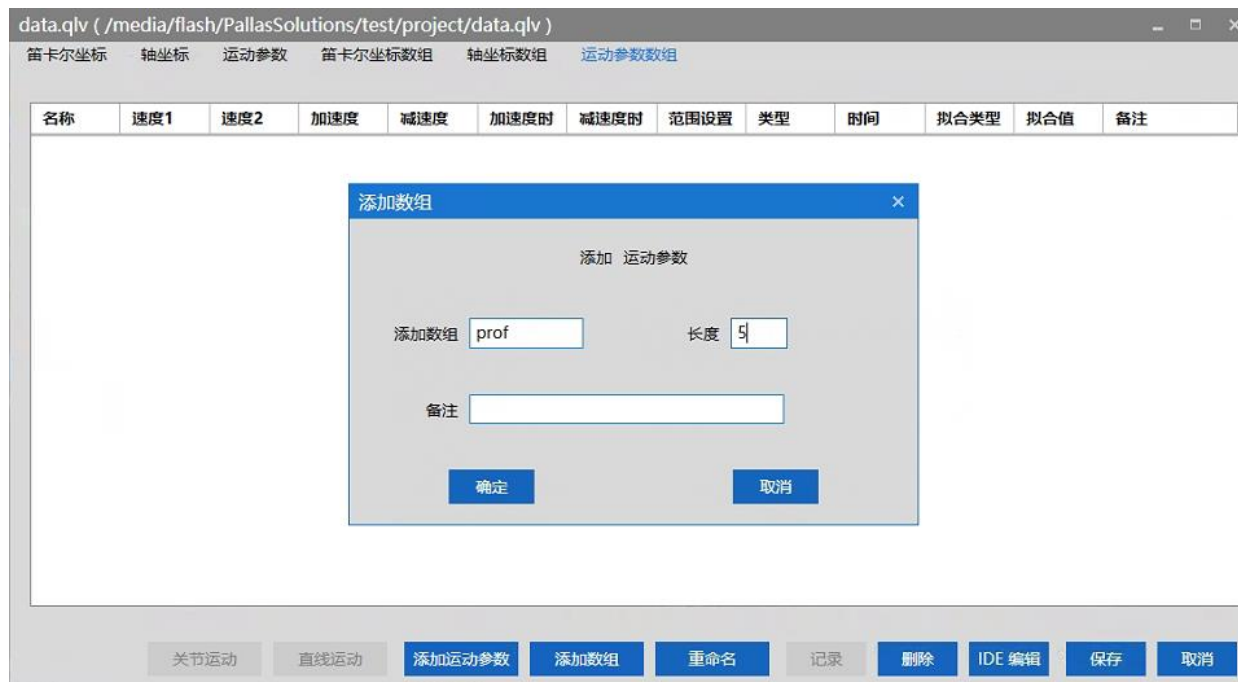 data.qlv ( /media/flash/PallasSolutions/test/project/data.qlv )
笛卡尔坐标 轴坐标 运动参数 笛卡尔坐标数组 轴坐标数组 运动参数数组
名称 速度1 速度2 加速度 减速度 加速度时 减速度时 范围设置 类型 时间 拟合类型 拟合值 备注
添加数组
添加 运动参数
添加数组 prof 长度 5
备注
确定 取消
关节运动 直线运动 添加运动参数 添加数组 重命名 记录 删除 IDE 编辑 保存 取消